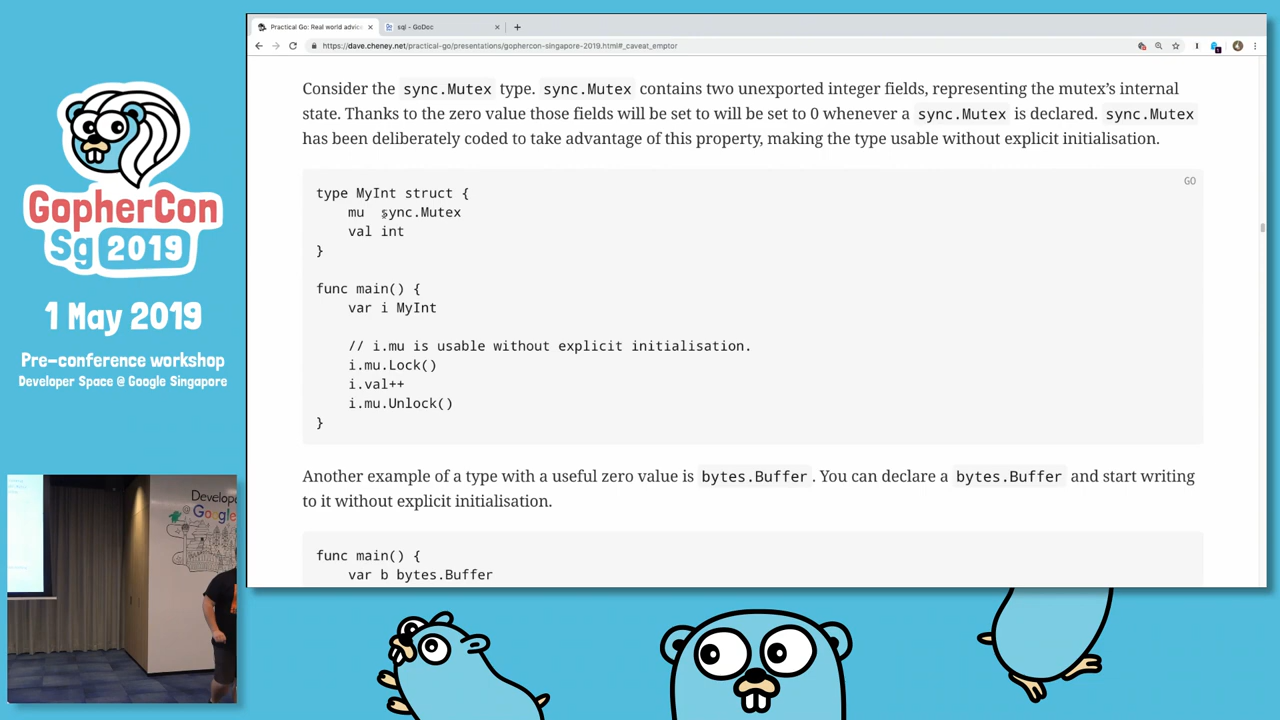 Practical Go: Real world advic
sql - GoDoc
https://dave.cheney.net/practical-go/presentations/gophercon-singapore-2019.html#_caveat_emptor
Consider the sync.Mutex type. sync.Mutex contains two unexported integer fields, representing the mutex’s internal
state. Thanks to the zero value those fields will be set to will be set to 0 whenever a sync.Mutex is declared. sync.Mutex
has been deliberately coded to take advantage of this property, making the type usable without explicit initialisation.
GO
type MyInt struct {
mu sync.Mutex
val int
}
func main() {
var i MyInt
// i.mu is usable without explicit initialisation.
i.mu.Lock()
i.val++
i.mu.Unlock()
}
Another example of a type with a useful zero value is bytes.Buffer. You can declare a bytes.Buffer and start writing
to it without explicit initialisation.
func main() {
var b bytes.Buffer
GopherCon
Sg 2019
1 May 2019
Pre-conference workshop
Developer Space @ Google Singapore
Develope
Google